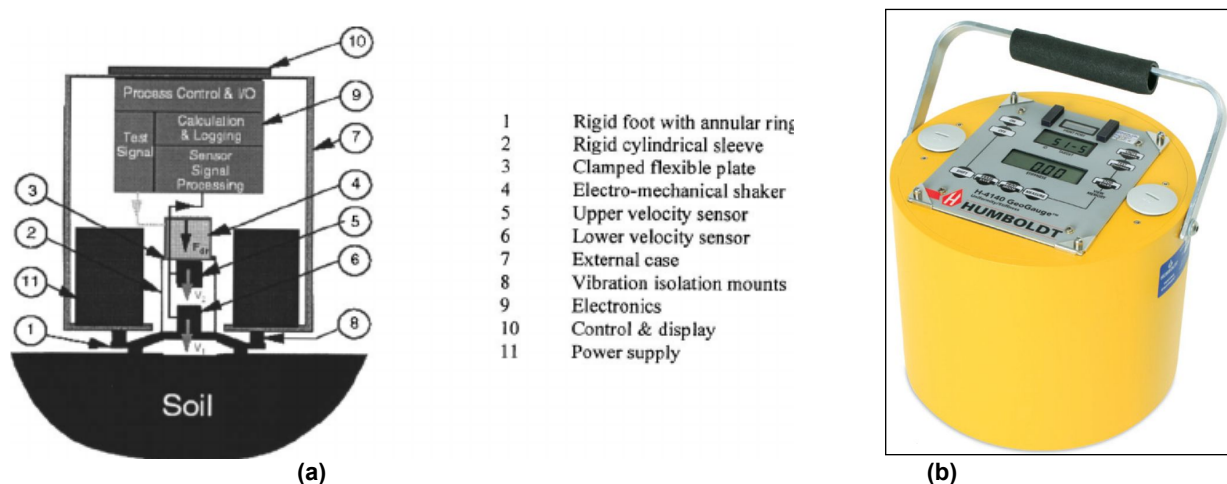 10
Process Control & I/O
Calculation
& Logging
Test
Signal
Sensor
Signal
Processing
9
7
3
4
2
F
5
6
V₂
11
1
V₁
8
Soil
1 Rigid foot with annular ring
2 Rigid cylindrical sleeve
3 Clamped flexible plate
4 Electro-mechanical shaker
5 Upper velocity sensor
6 Lower velocity sensor
7 External case
8 Vibration isolation mounts
9 Electronics
10 Control & display
11 Power supply
(a)
0.00
H-4140 GeoGauge™
HUMBOLDT
(b)